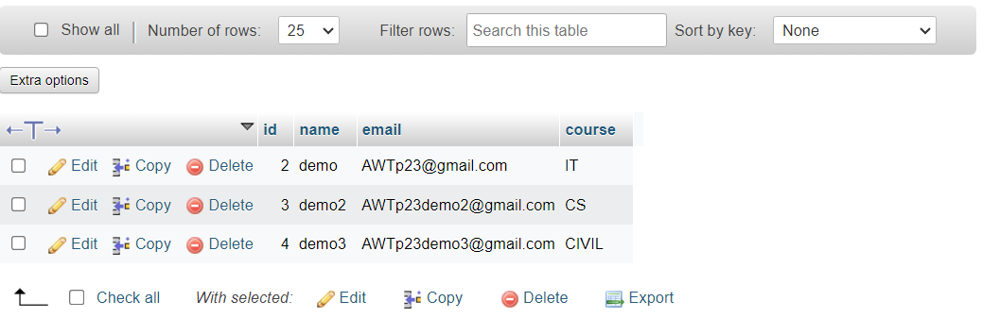 Show all Number of rows: 25 Filter rows: Search this table Sort by key: None
Extra options
id name email course
Edit Copy Delete 2 demo AWTp23@gmail.com IT
Edit Copy Delete 3 demo2 AWTp23demo2@gmail.com CS
Edit Copy Delete 4 demo3 AWTp23demo3@gmail.com CIVIL
Check all With selected: Edit Copy Delete Export